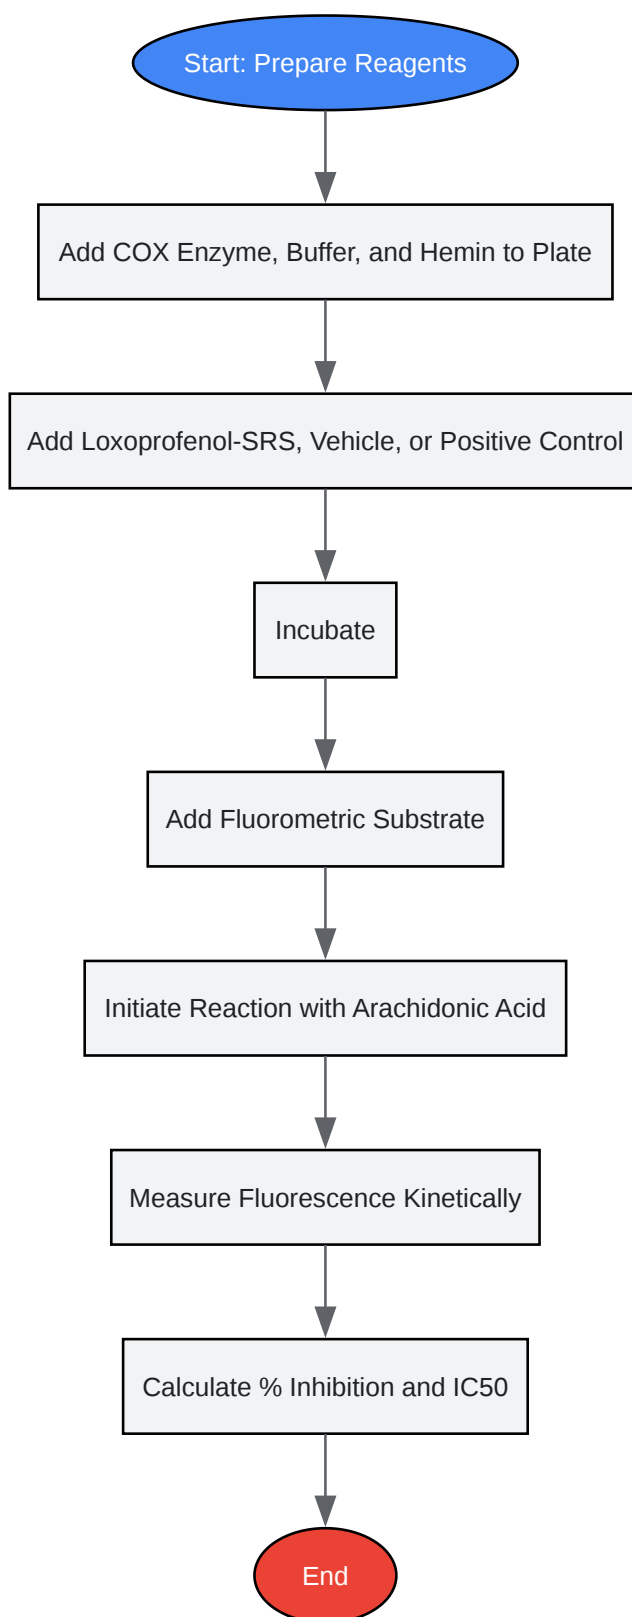 Start: Prepare Reagents
Add COX Enzyme, Buffer, and Hemin to Plate
Add Loxoprofenol-SRS, Vehicle, or Positive Control
Incubate
Add Fluorometric Substrate
Initiate Reaction with Arachidonic Acid
Measure Fluorescence Kinetically
Calculate % Inhibition and IC50
End